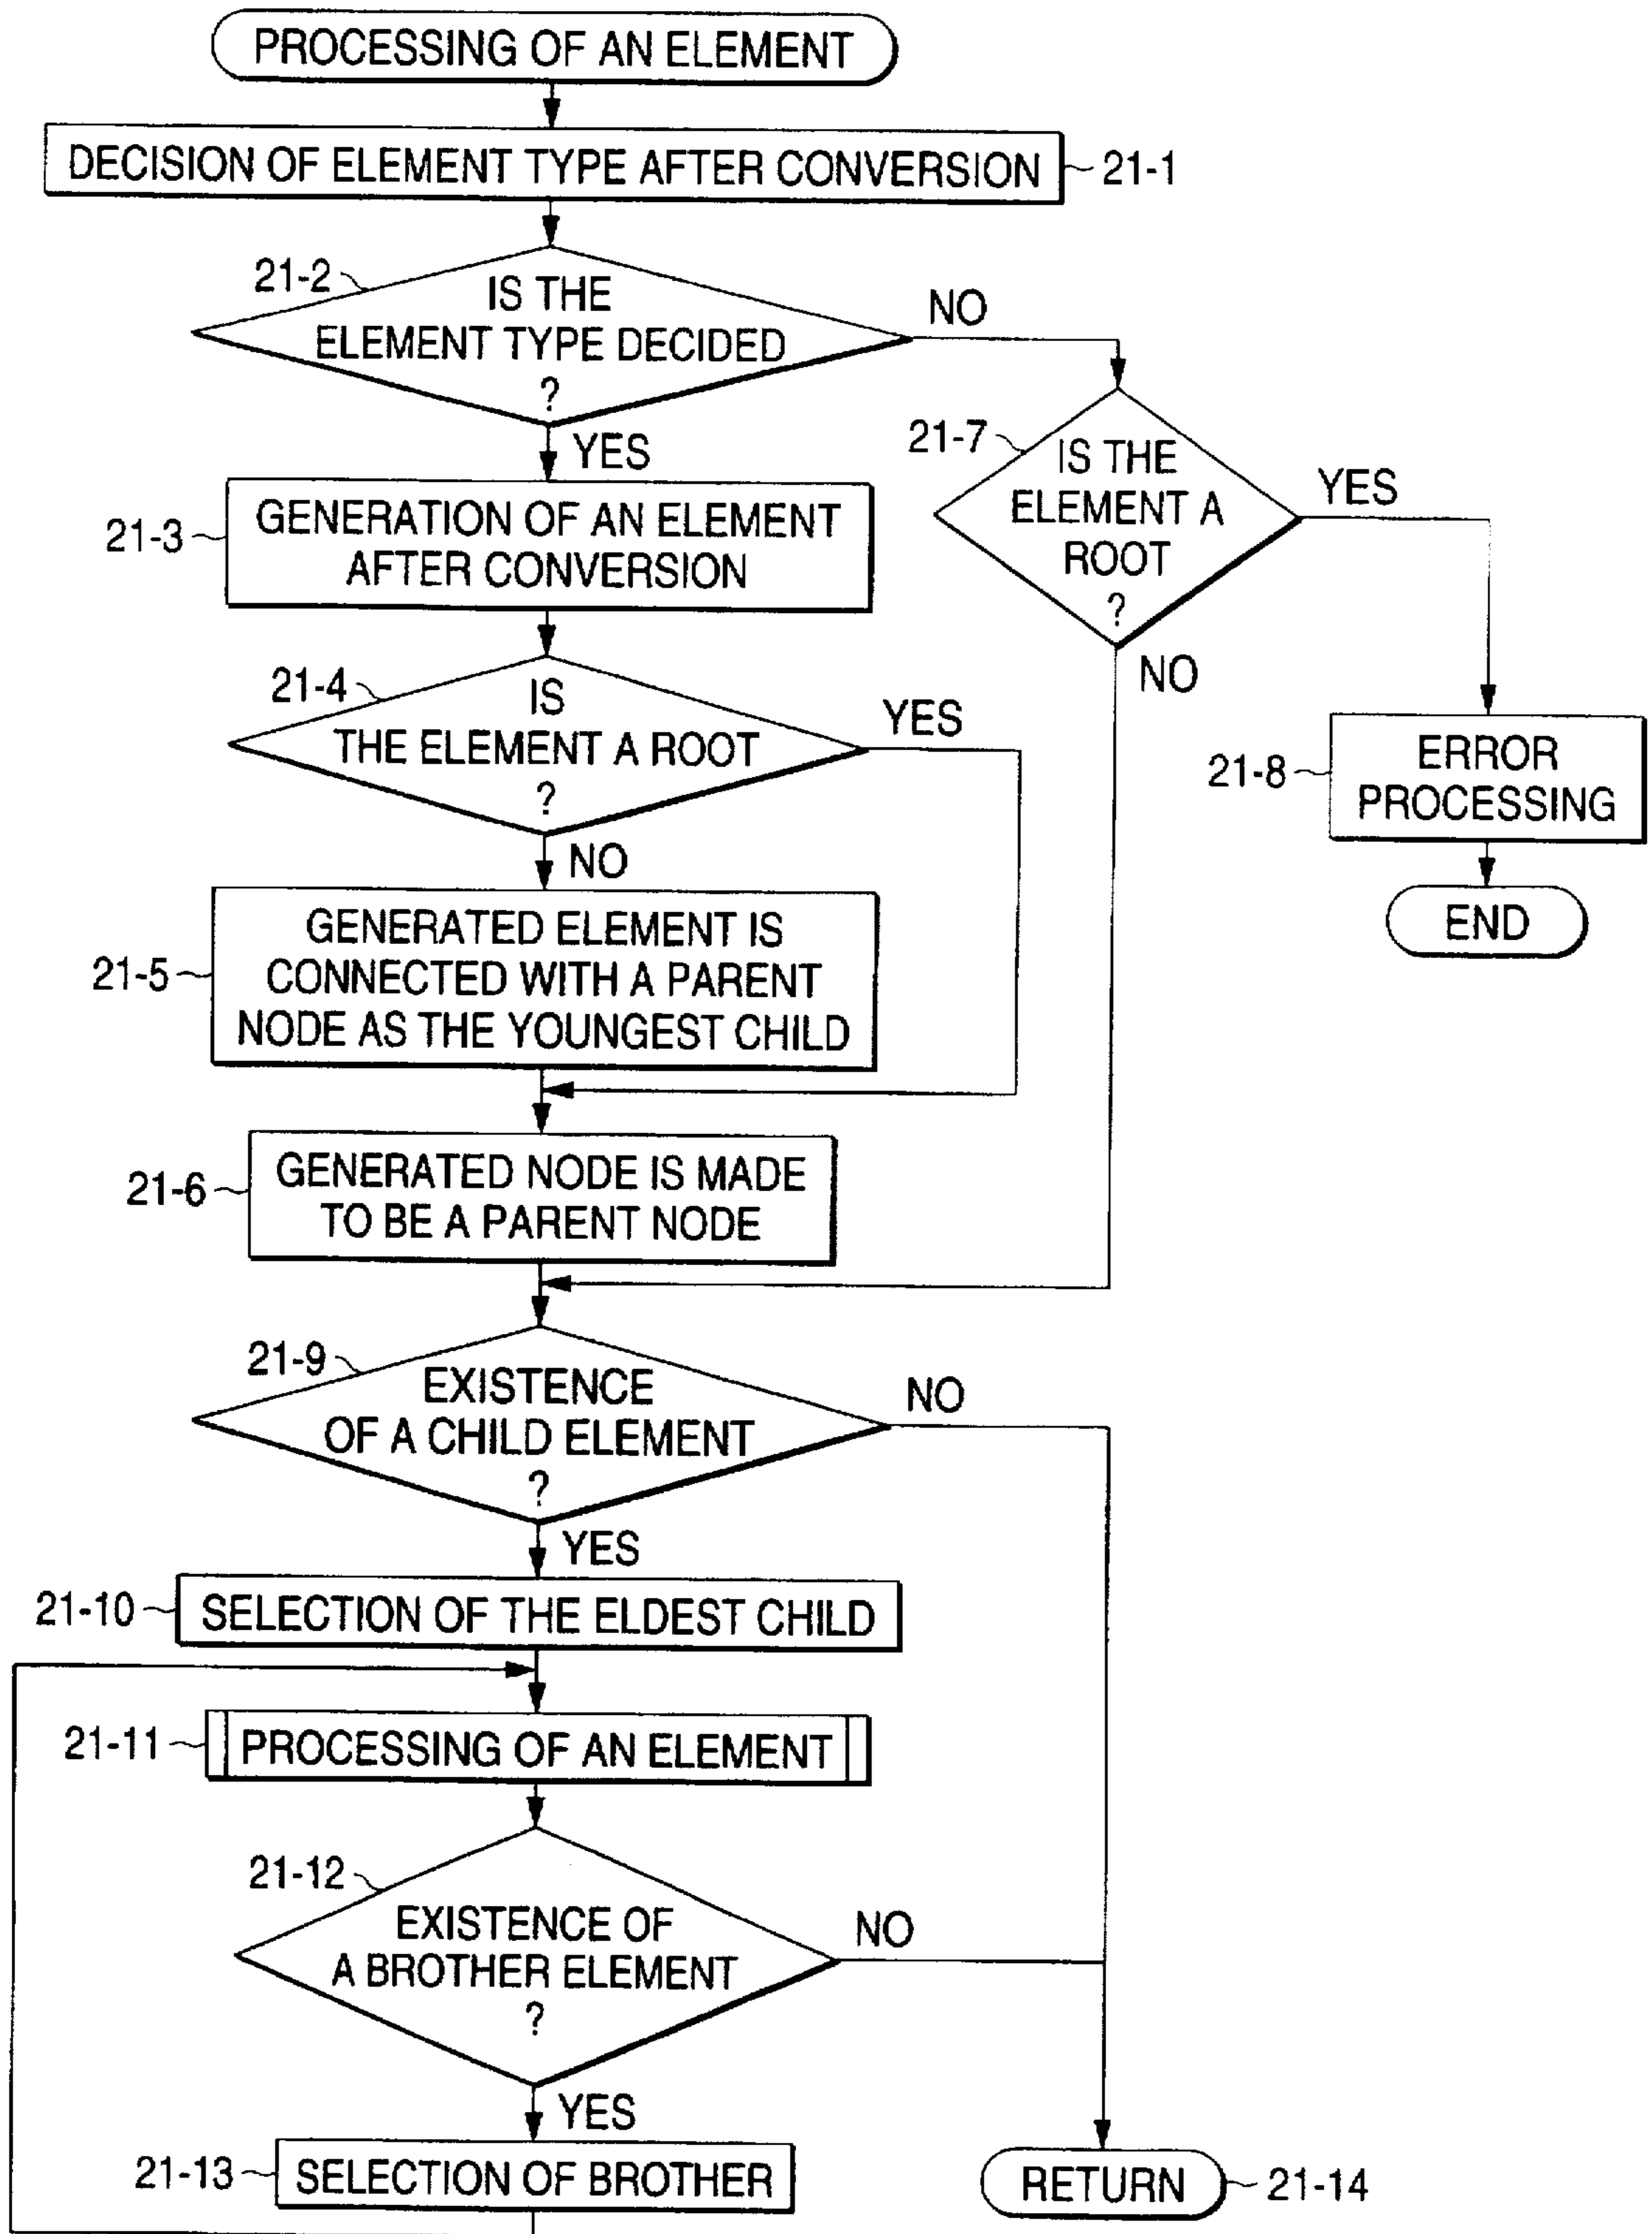 PROCESSING OF AN ELEMENT
DECISION OF ELEMENT TYPE AFTER CONVERSION
21-1
21-2
IS THE
ELEMENT TYPE DECIDED
?
NO
YES
21-3
GENERATION OF AN ELEMENT
AFTER CONVERSION
21-7
IS THE
ELEMENT A
ROOT
?
YES
NO
21-4
IS
THE ELEMENT A ROOT
?
YES
NO
21-8
ERROR
PROCESSING
END
21-5
GENERATED ELEMENT IS
CONNECTED WITH A PARENT
NODE AS THE YOUNGEST CHILD
21-6
GENERATED NODE IS MADE
TO BE A PARENT NODE
21-9
EXISTENCE
OF A CHILD ELEMENT
?
NO
YES
21-10
SELECTION OF THE ELDEST CHILD
21-11
PROCESSING OF AN ELEMENT
21-12
EXISTENCE OF
A BROTHER ELEMENT
?
NO
YES
21-13
SELECTION OF BROTHER
RETURN
21-14